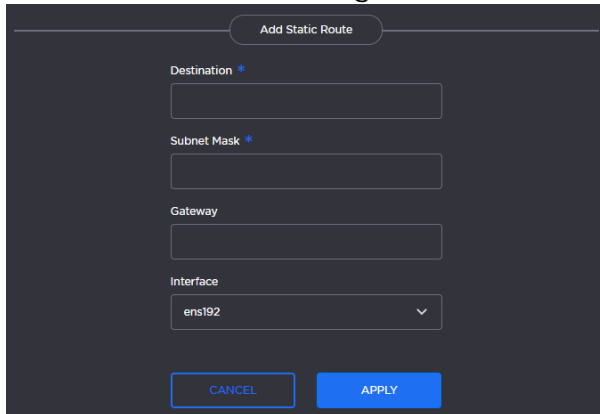 Add Static Route
Destination *
Subnet Mask *
Gateway
Interface
ens192
CANCEL
APPLY